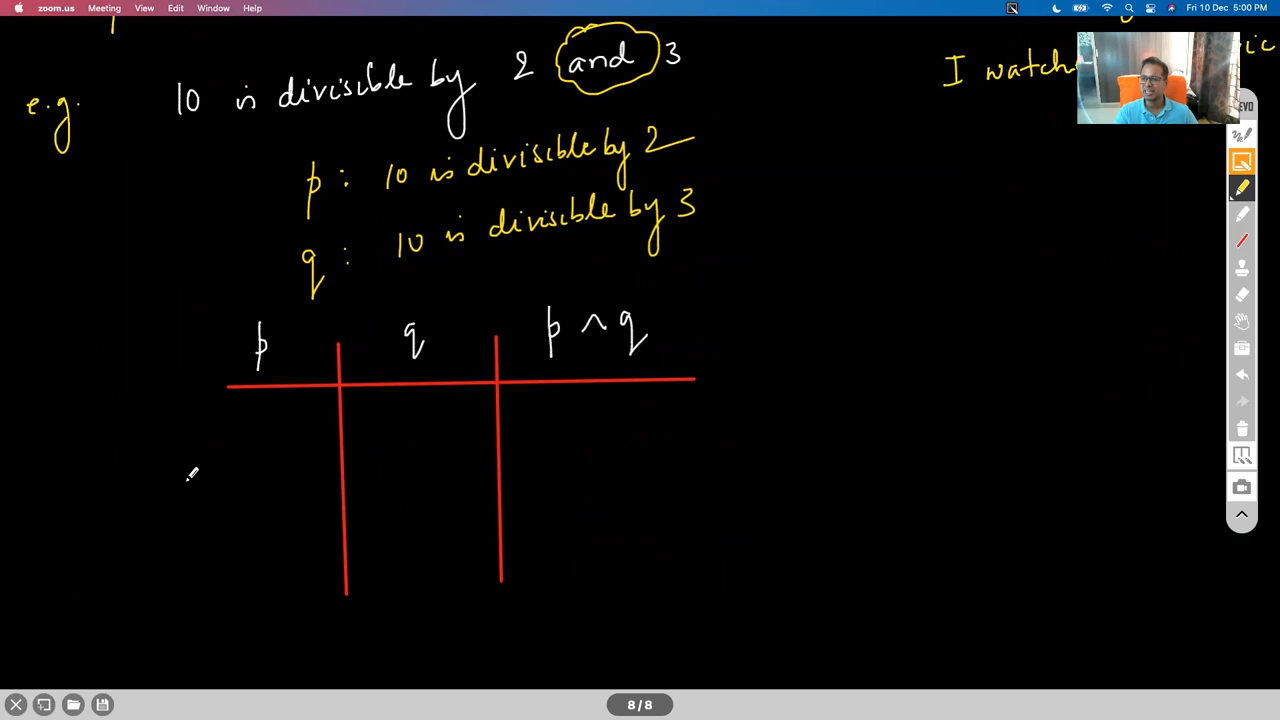 zoom.us Meeting View Edit Window Help Fri 10 Dec 5:00 PM
e.g. 10 is divisible by 2 and 3
I watch
EVO
p : 10 is divisible by 2
q : 10 is divisible by 3
p q p ∧ q
8 / 8